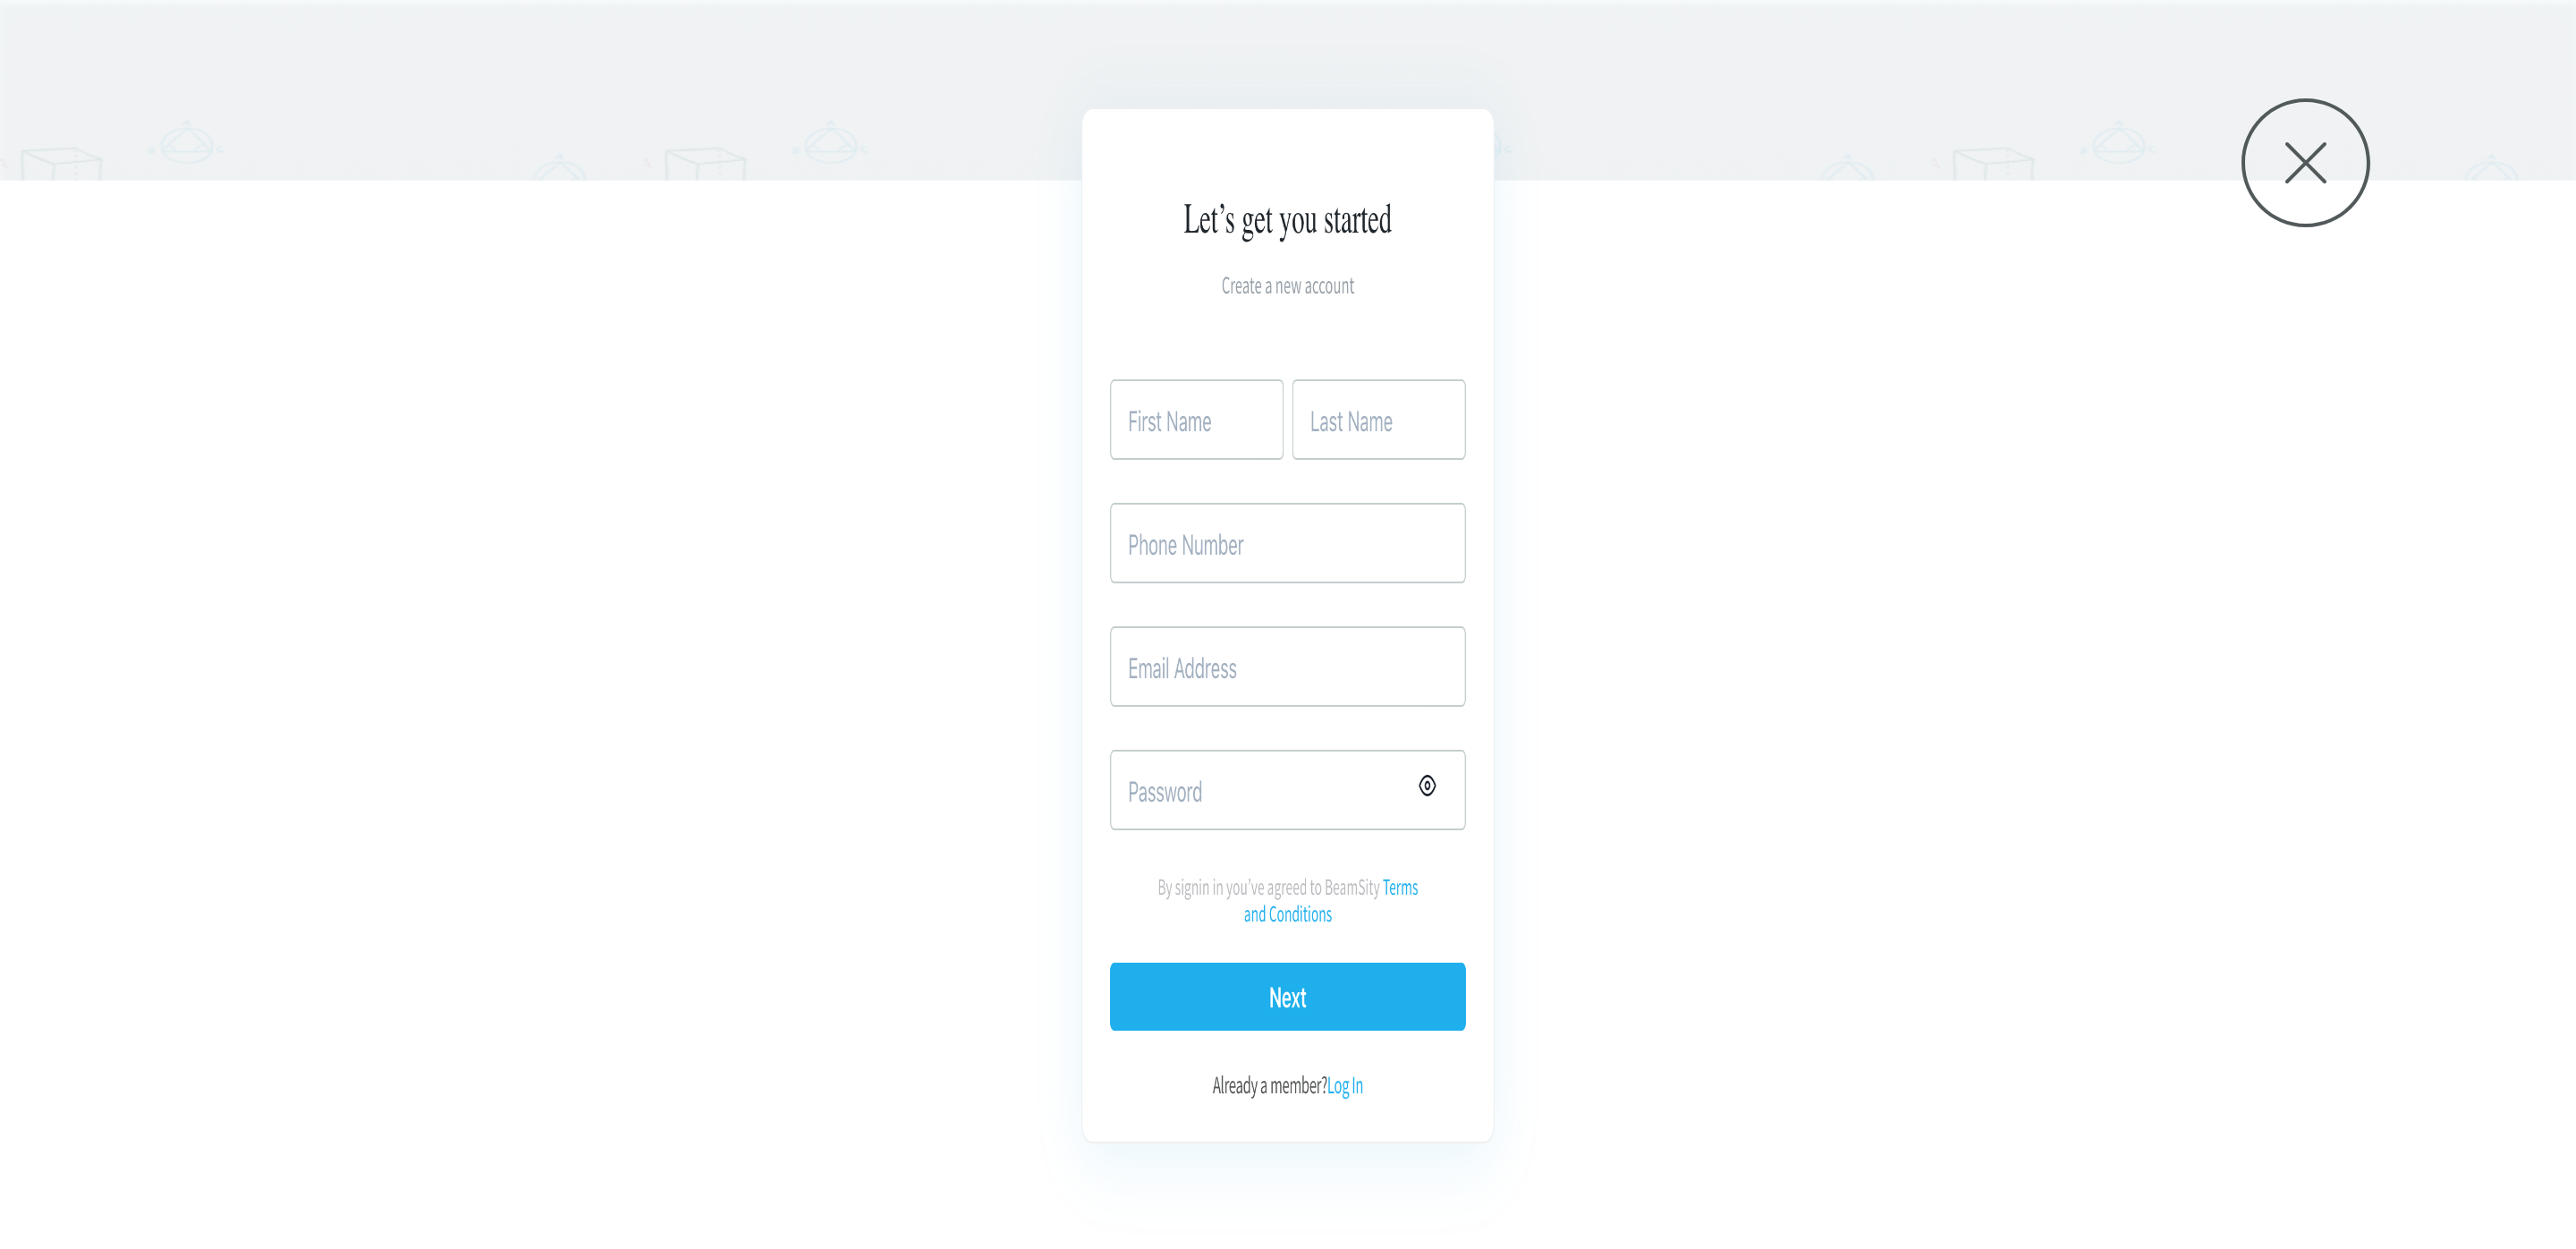 Let’s get you started
Create a new account
First Name
Last Name
Phone Number
Email Address
Password
By signin in you’ve agreed to BeamSity Terms
and Conditions
Next
Already a member?Log In